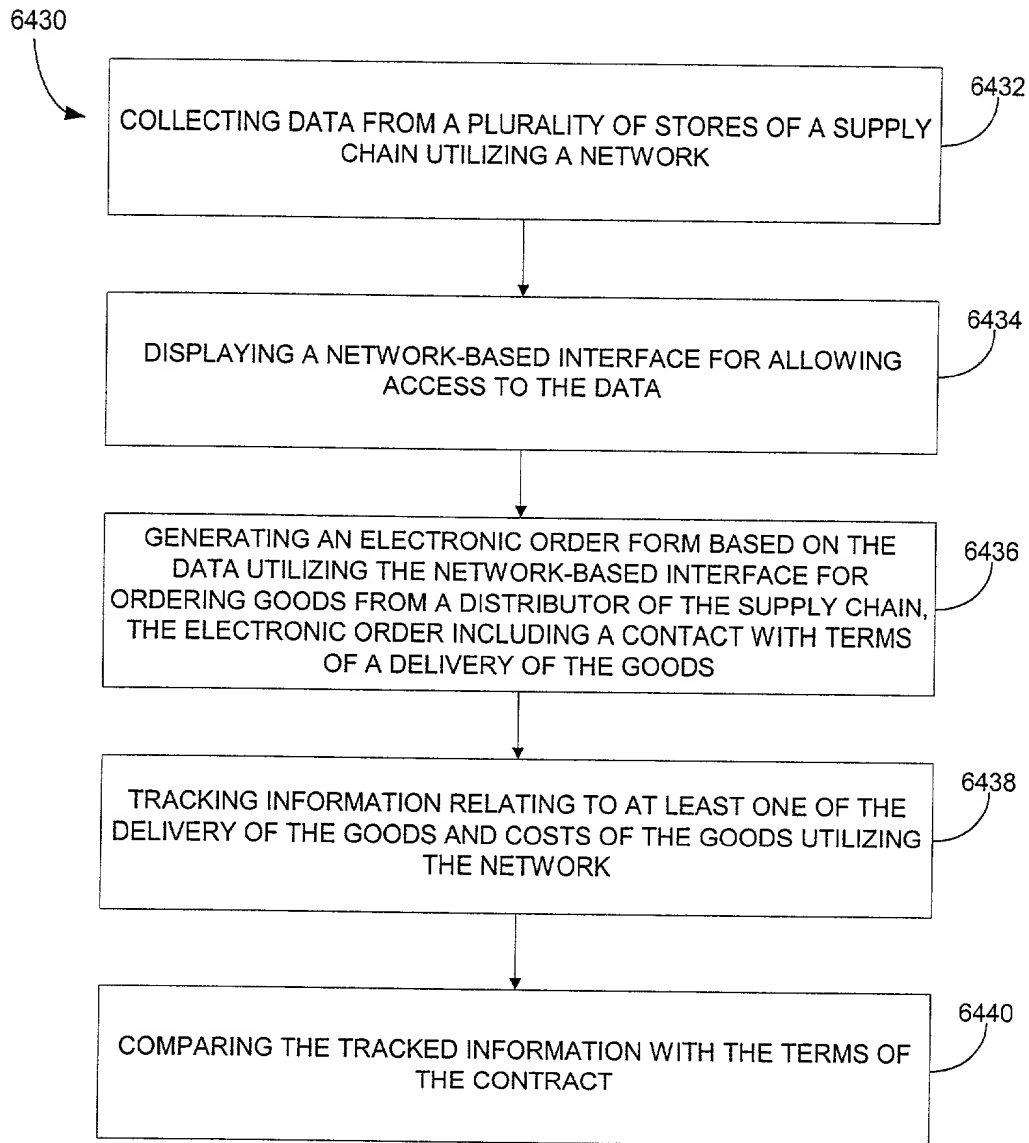 6430
6432
COLLECTING DATA FROM A PLURALITY OF STORES OF A SUPPLY
CHAIN UTILIZING A NETWORK
6434
DISPLAYING A NETWORK-BASED INTERFACE FOR ALLOWING
ACCESS TO THE DATA
6436
GENERATING AN ELECTRONIC ORDER FORM BASED ON THE
DATA UTILIZING THE NETWORK-BASED INTERFACE FOR
ORDERING GOODS FROM A DISTRIBUTOR OF THE SUPPLY CHAIN,
THE ELECTRONIC ORDER INCLUDING A CONTACT WITH TERMS
OF A DELIVERY OF THE GOODS
6438
TRACKING INFORMATION RELATING TO AT LEAST ONE OF THE
DELIVERY OF THE GOODS AND COSTS OF THE GOODS UTILIZING
THE NETWORK
6440
COMPARING THE TRACKED INFORMATION WITH THE TERMS OF
THE CONTRACT